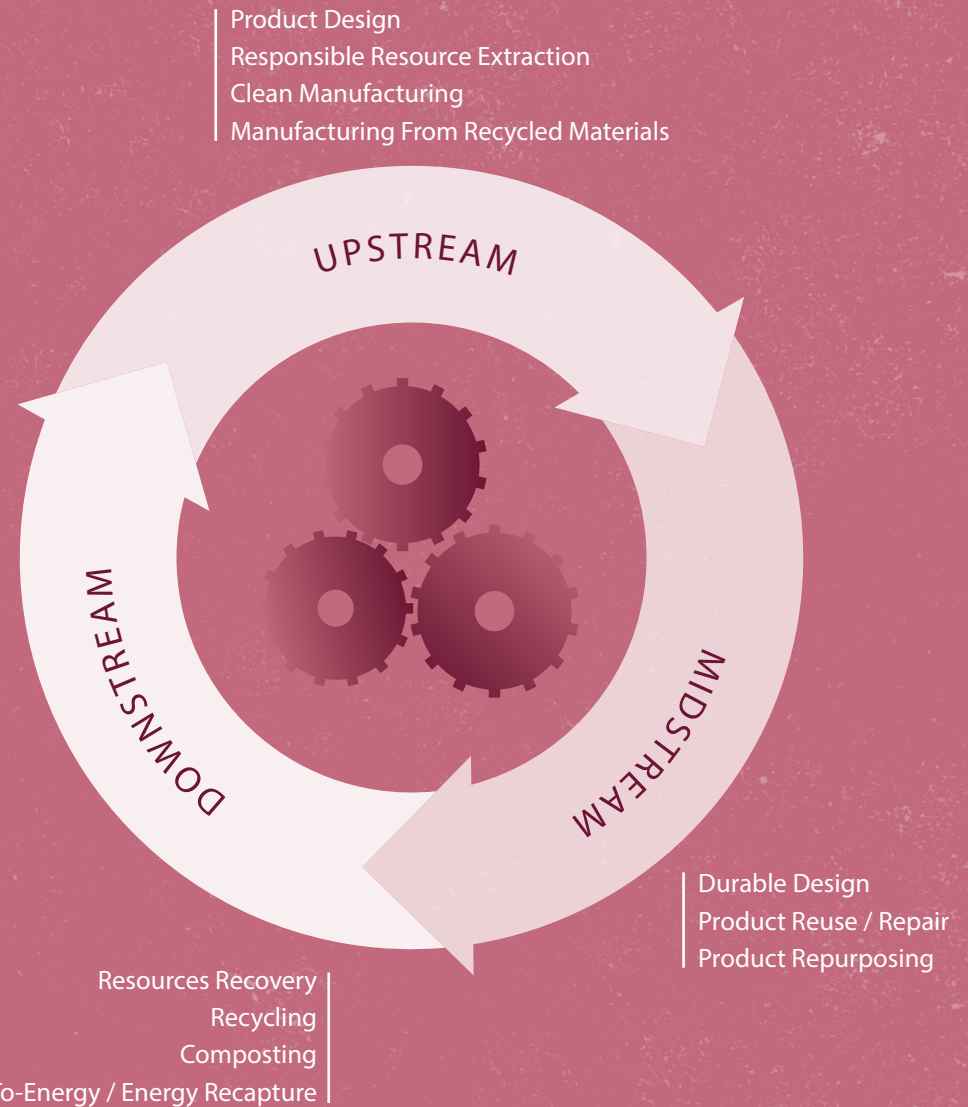 Product Design
Responsible Resource Extraction
Clean Manufacturing
Manufacturing From Recycled Materials
UPSTREAM
MIDSTREAM
DOWNSTREAM
Durable Design
Product Reuse / Repair
Product Repurposing
Resources Recovery
Recycling
Composting
To-Energy / Energy Recapture